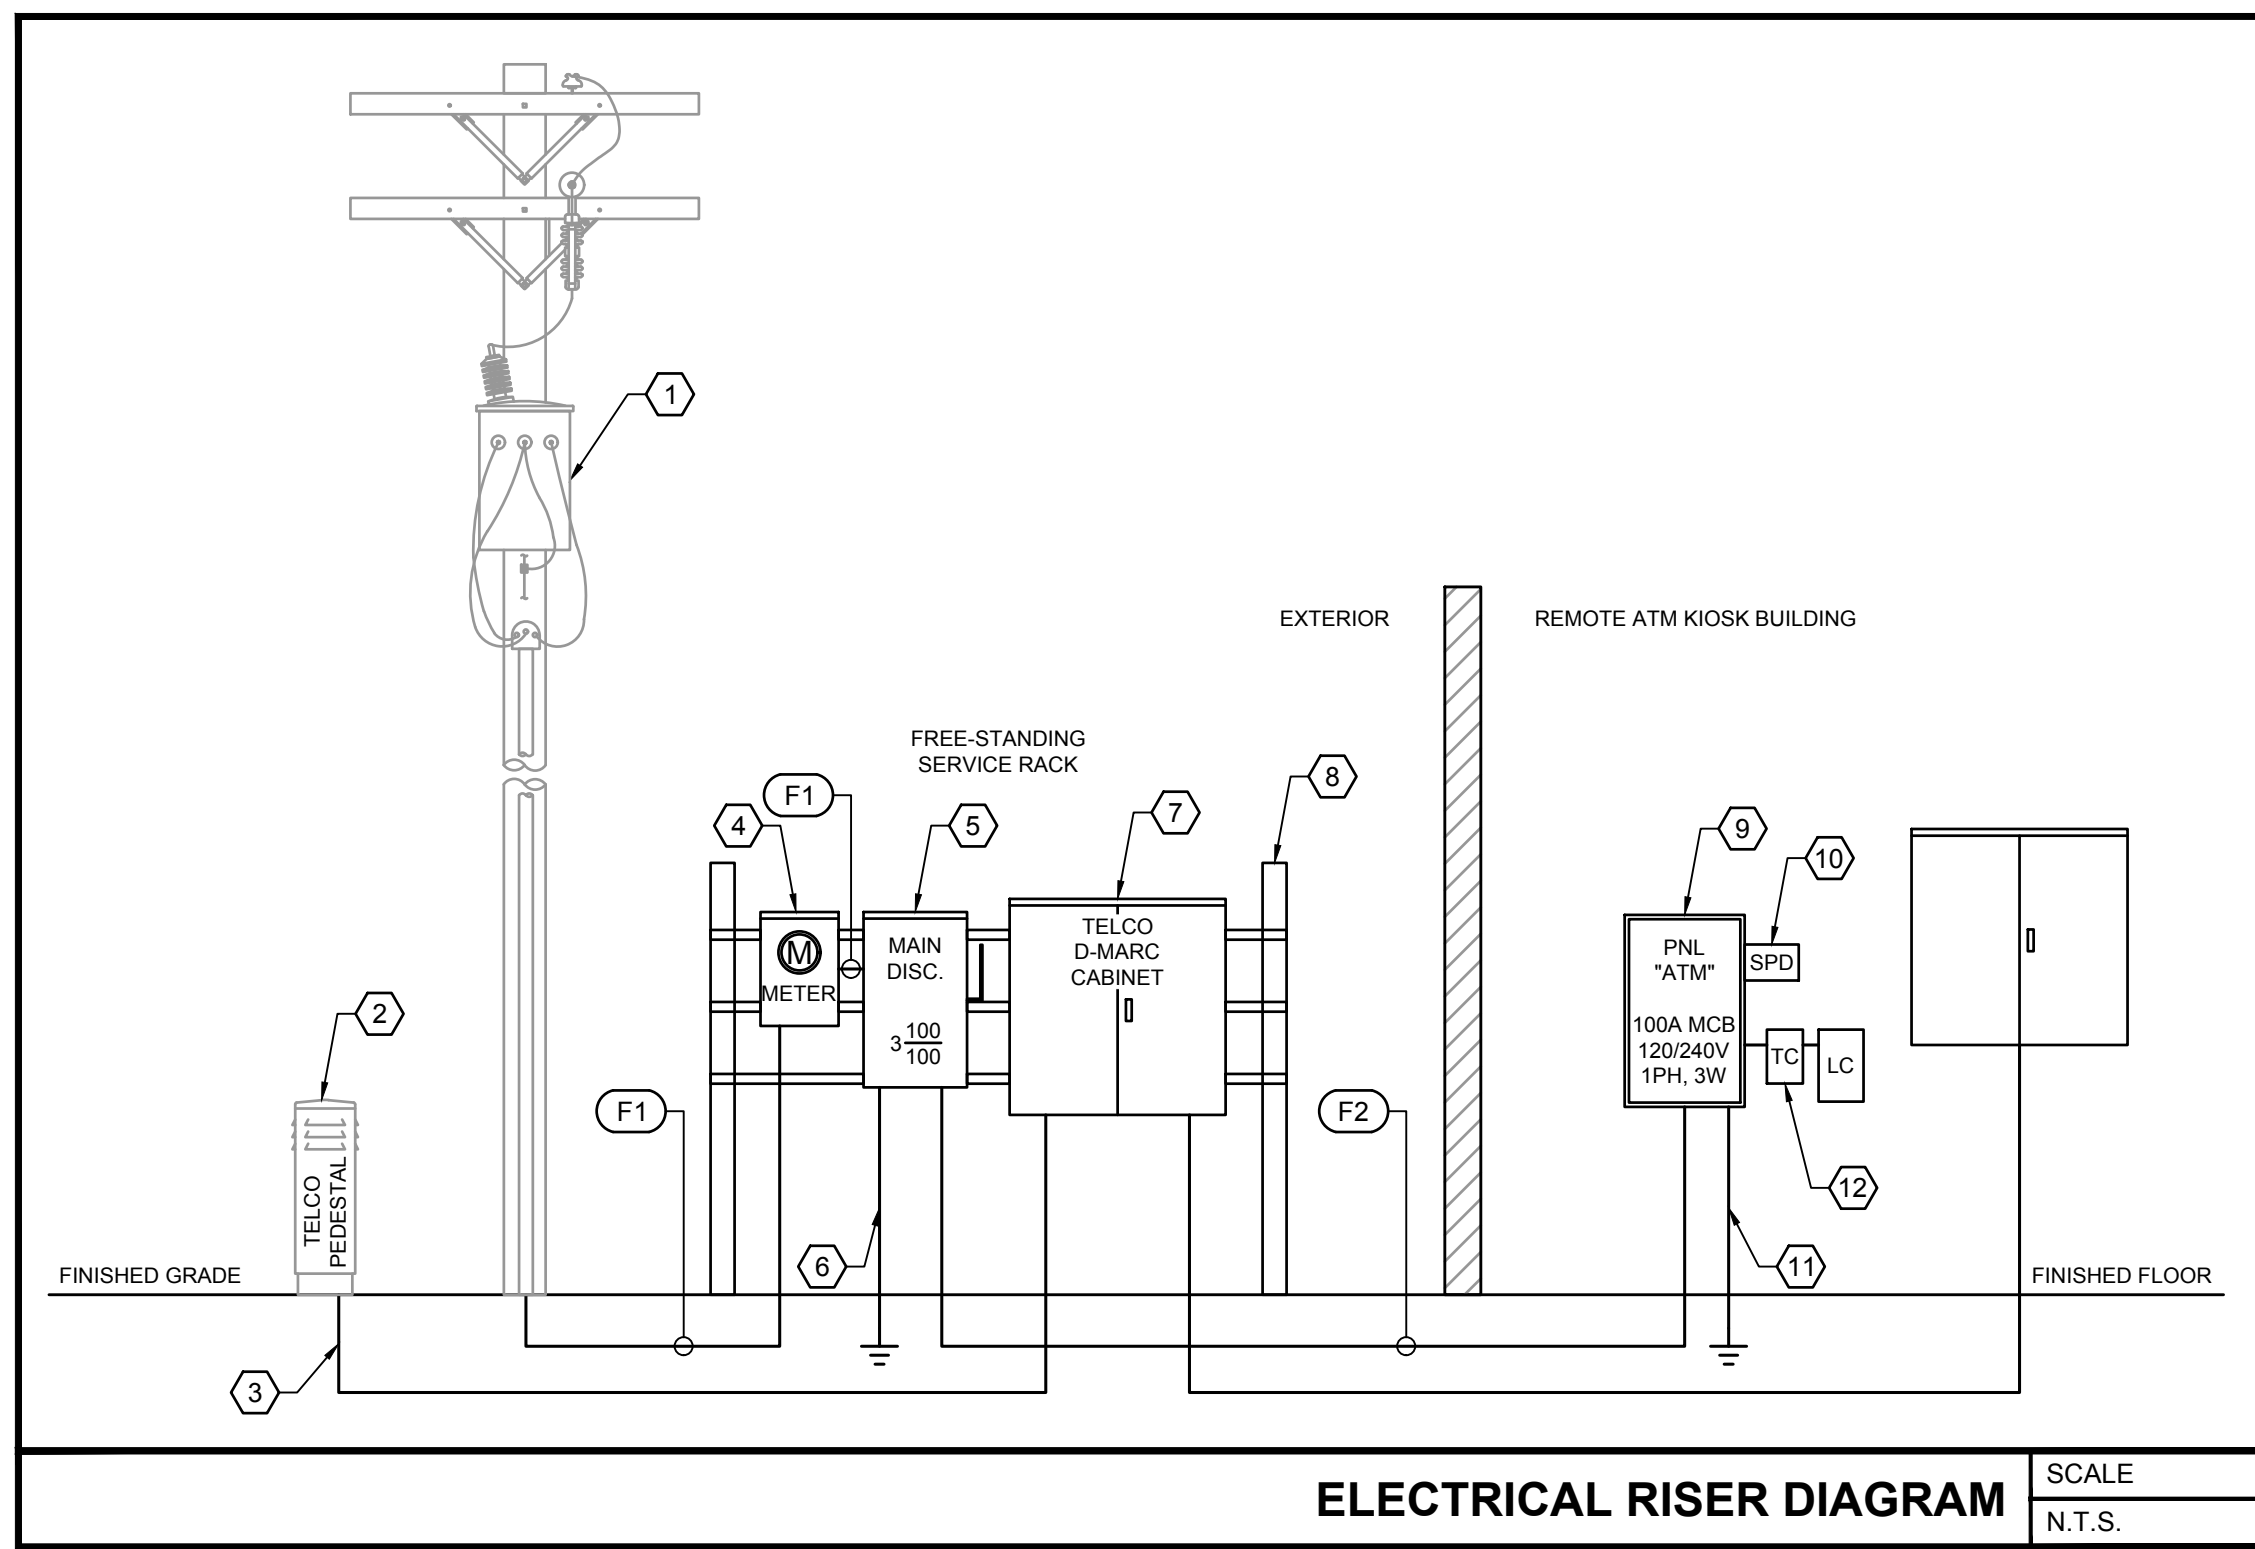 1
EXTERIOR
REMOTE ATM KIOSK BUILDING
FREE-STANDING
SERVICE RACK
F1
4
5
7
8
9
10
M
METER
MAIN
DISC.
3 100/100
TELCO
D-MARC
CABINET
PNL
"ATM"
100A MCB
120/240V
1PH, 3W
SPD
TC
LC
2
F1
F2
TELCO
PEDESTAL
12
6
11
FINISHED GRADE
FINISHED FLOOR
3
ELECTRICAL RISER DIAGRAM
SCALE
N.T.S.